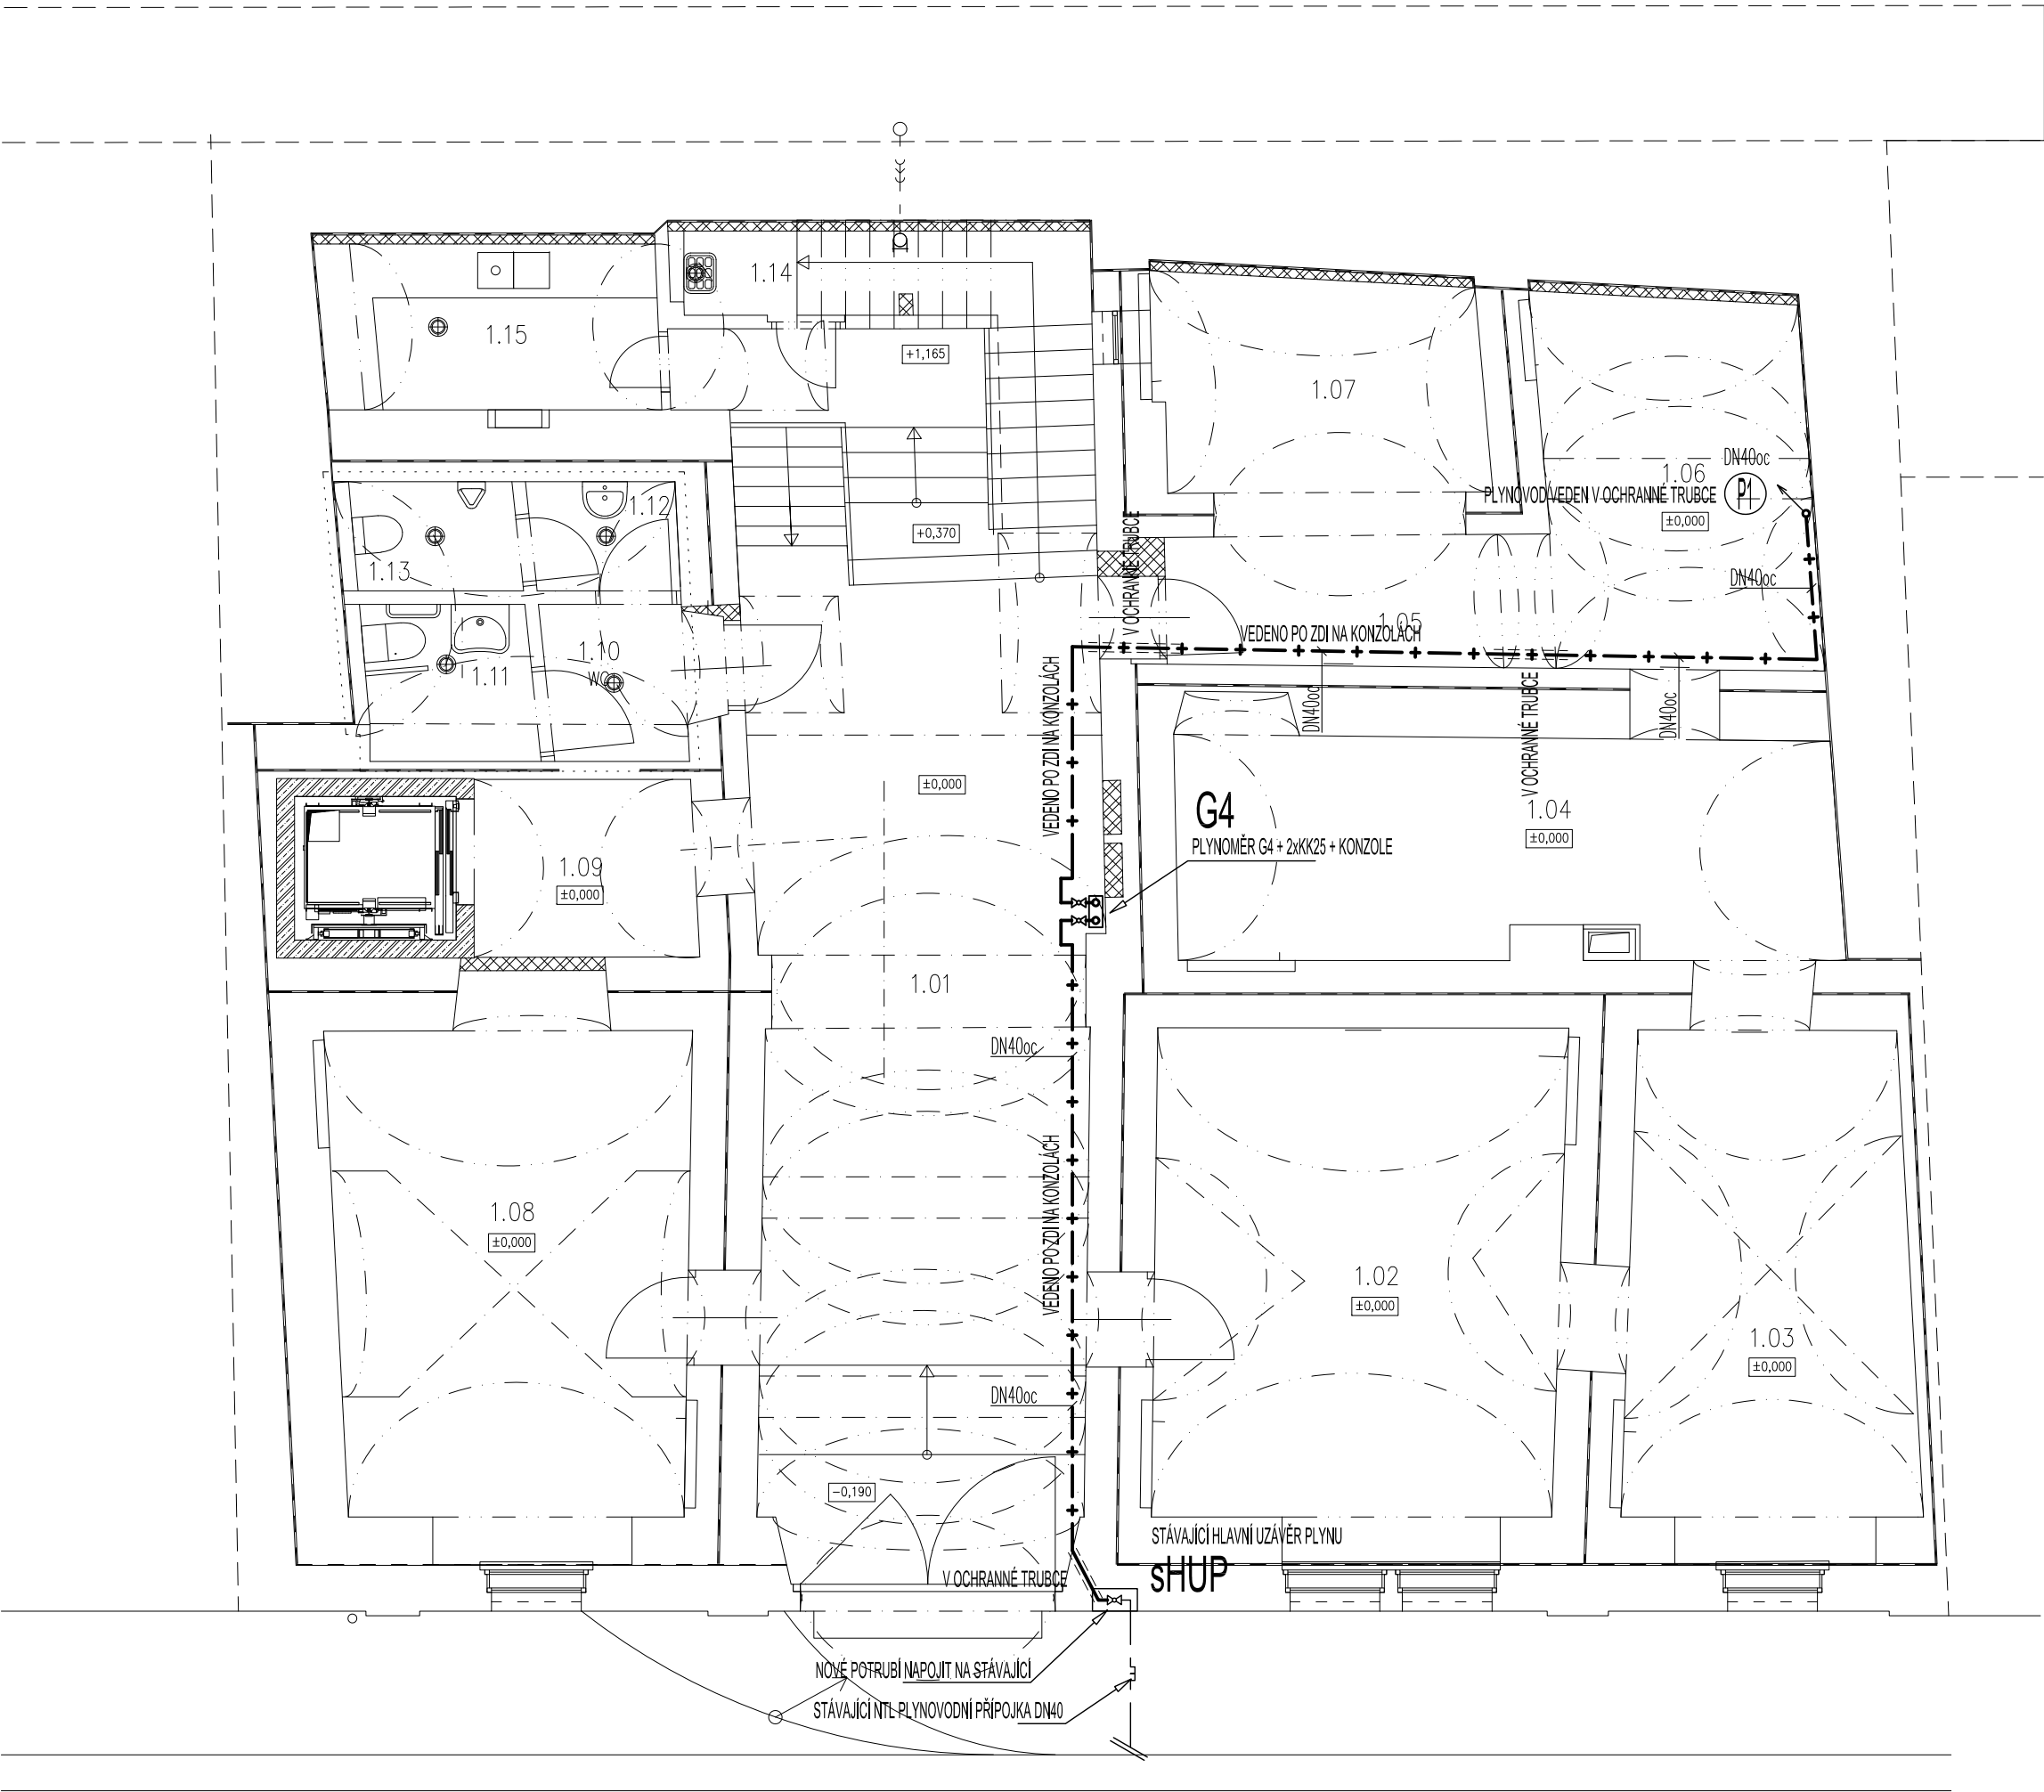 1.14
1.15
+1,165
1.07
1.06
DN40oc
PLYNOVOD VEDEN V OCHRANNÉ TRUBCE
P1
±0,000
1.12
+0,370
1.13
V OCHRANNÉ TRUBCE
DN40oc
1.05
VEDENO PO ZDI NA KONZOLÁCH
1.10
WC
1.11
VEDENO PO ZDI NA KONZOLÁCH
DN40oc
V OCHRANNÉ TRUBCE
DN40oc
±0,000
G4
PLYNOMĚR G4 + 2xKK25 + KONZOLE
1.04
±0,000
1.09
±0,000
1.01
DN40oc
VEDENO PO ZDI NA KONZOLÁCH
1.08
±0,000
1.02
±0,000
1.03
±0,000
DN40oc
-0,190
STÁVAJÍCÍ HLAVNÍ UZÁVĚR PLYNU
sHUP
V OCHRANNÉ TRUBCE
NOVÉ POTRUBÍ NAPOJIT NA STÁVAJÍCÍ
STÁVAJÍCÍ NTL PLYNOVODNÍ PŘÍPOJKA DN40